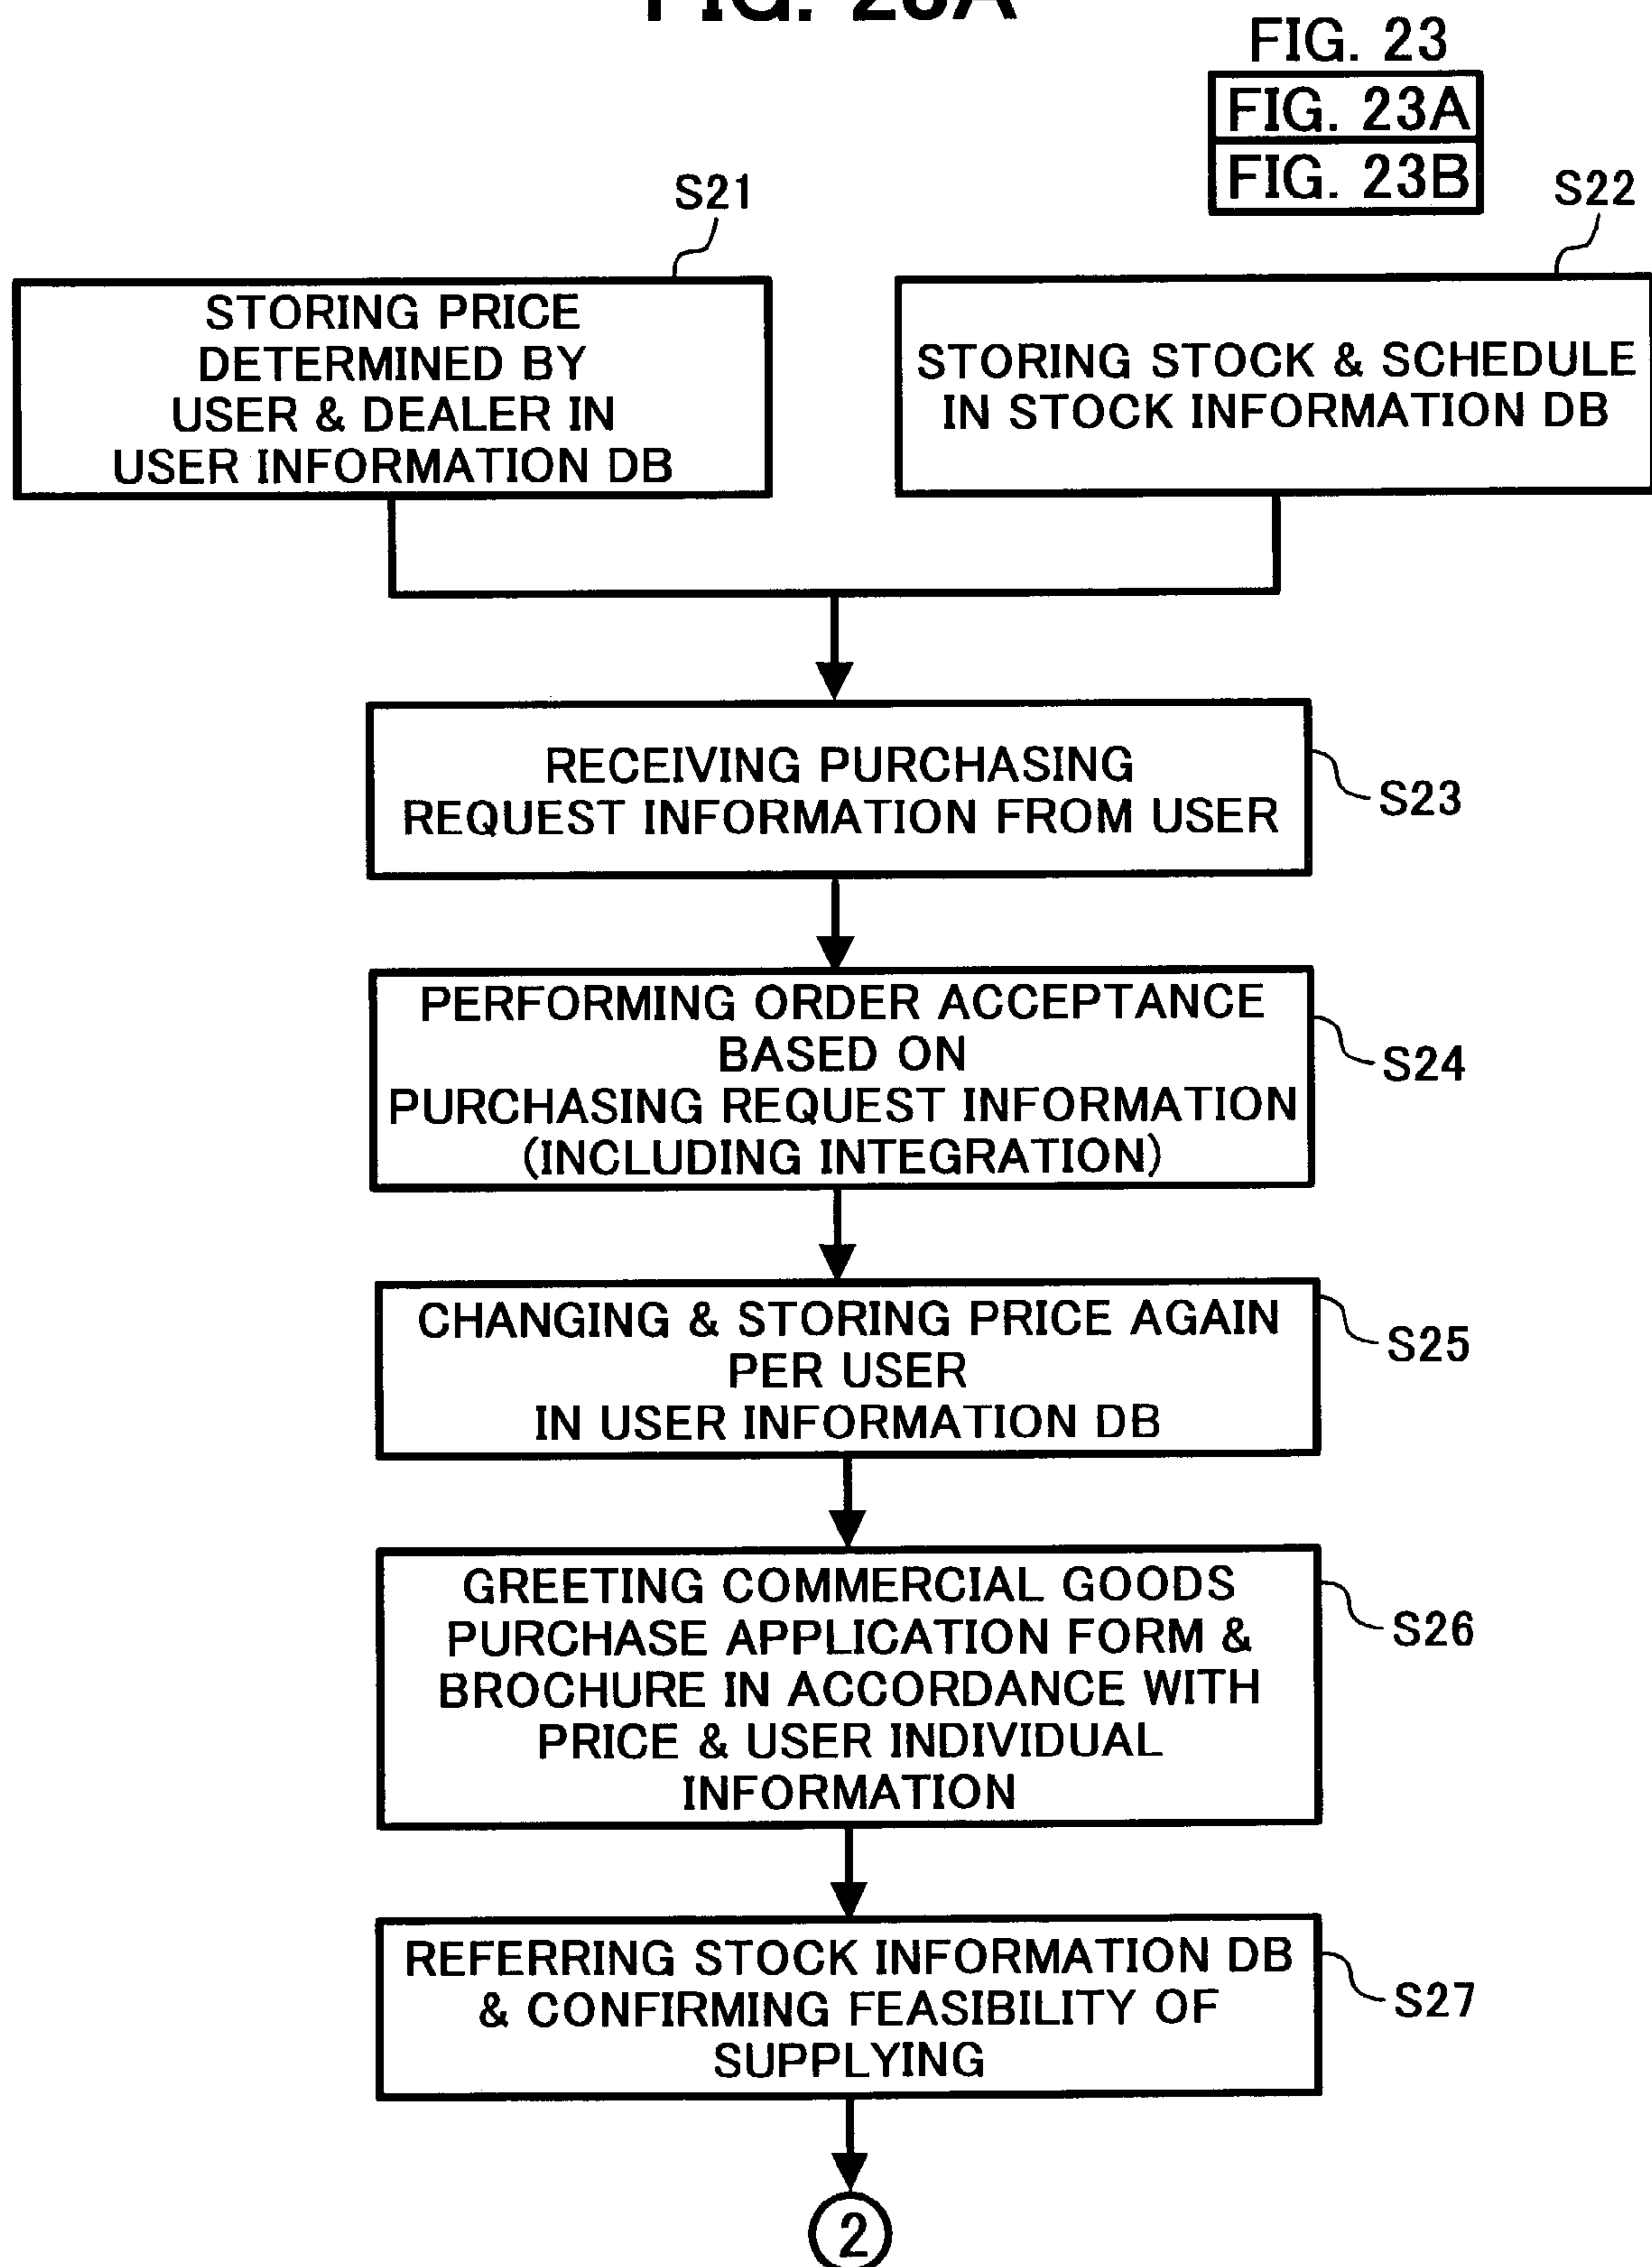 FIG. 23A
FIG. 23
FIG. 23A
FIG. 23B
S21
S22
STORING PRICE
DETERMINED BY
USER & DEALER IN
USER INFORMATION DB
STORING STOCK & SCHEDULE
IN STOCK INFORMATION DB
RECEIVING PURCHASING
REQUEST INFORMATION FROM USER
S23
PERFORMING ORDER ACCEPTANCE
BASED ON
PURCHASING REQUEST INFORMATION
(INCLUDING INTEGRATION)
S24
CHANGING & STORING PRICE AGAIN
PER USER
IN USER INFORMATION DB
S25
GREETING COMMERCIAL GOODS
PURCHASE APPLICATION FORM &
BROCHURE IN ACCORDANCE WITH
PRICE & USER INDIVIDUAL
INFORMATION
S26
REFERRING STOCK INFORMATION DB
& CONFIRMING FEASIBILITY OF
SUPPLYING
S27
2